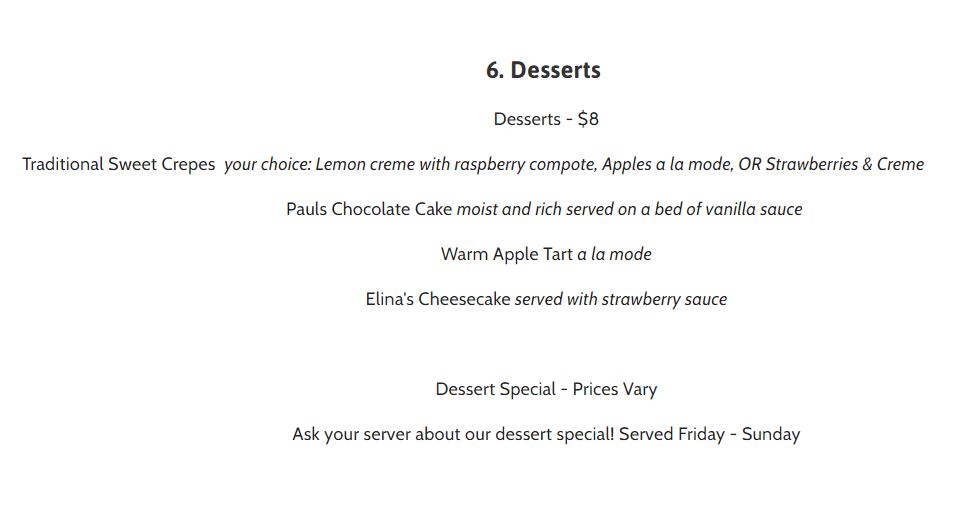 6. Desserts
Desserts - $8
Traditional Sweet Crepes your choice: Lemon creme with raspberry compote, Apples a la mode, OR Strawberries & Creme
Pauls Chocolate Cake moist and rich served on a bed of vanilla sauce
Warm Apple Tart a la mode
Elina's Cheesecake served with strawberry sauce
Dessert Special - Prices Vary
Ask your server about our dessert special! Served Friday - Sunday